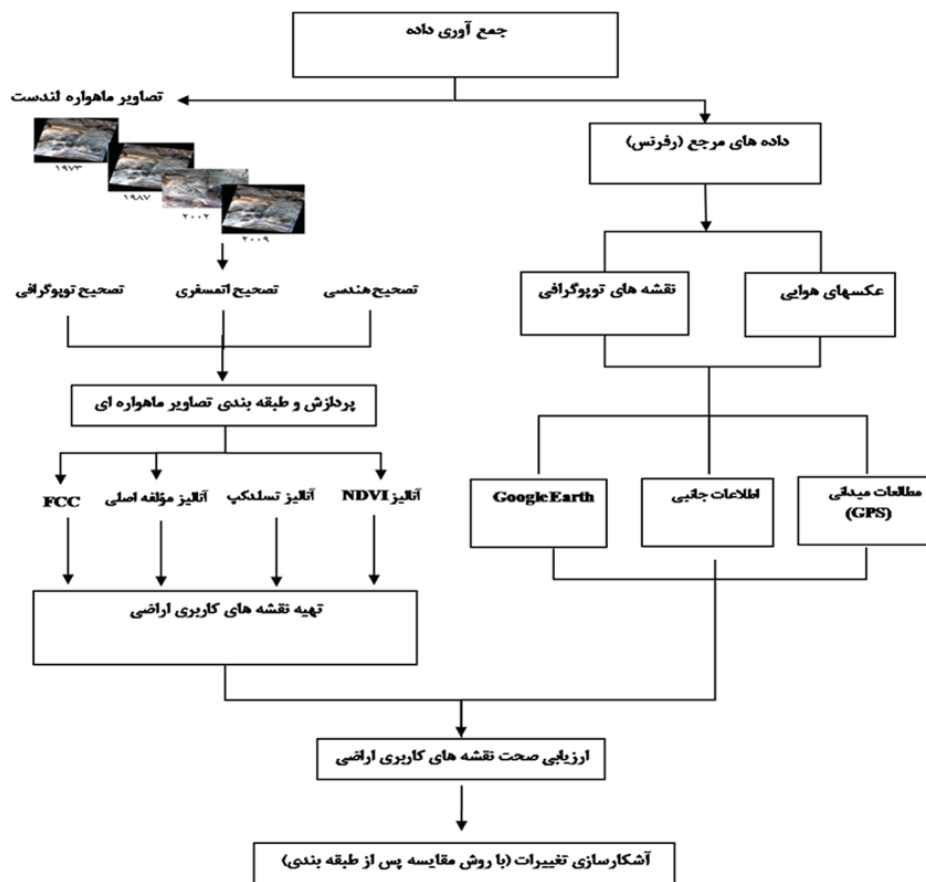 جمع آوری داده
تصاویر ماهواره لندست
۱۹۷۳
۱۹۸۷
۲۰۰۲
۲۰۰۹
داده های مرجع (رفرنس)
تصحیح هندسی
تصحیح اتمسفری
تصحیح توپوگرافی
عکسهای هوایی
نقشه های توپوگرافی
پردازش و طبقه بندی تصاویر ماهواره ای
آنالیز NDVI
آنالیز تسلدکپ
آنالیز مؤلفه اصلی
FCC
مطالعات میدانی
(GPS)
اطلاعات جانبی
GoogleEarth
تهیه نقشه های کاربری اراضی
ارزیابی صحت نقشه های کاربری اراضی
آشکارسازی تغییرات (با روش مقایسه پس از طبقه بندی)